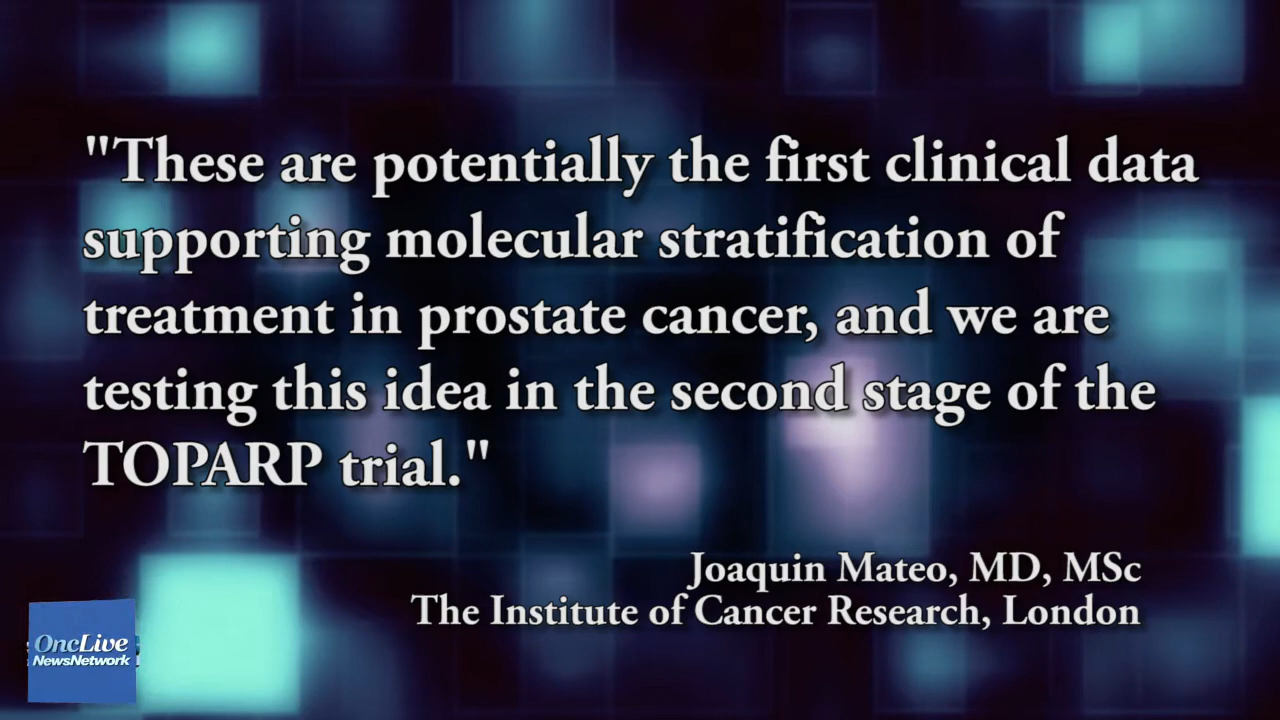 "These are potentially the first clinical data
supporting molecular stratification of
treatment in prostate cancer, and we are
testing this idea in the second stage of the
TOPARP trial."
Joaquin Mateo, MD, MSc
The Institute of Cancer Research, London
OncLive
NewsNetwork